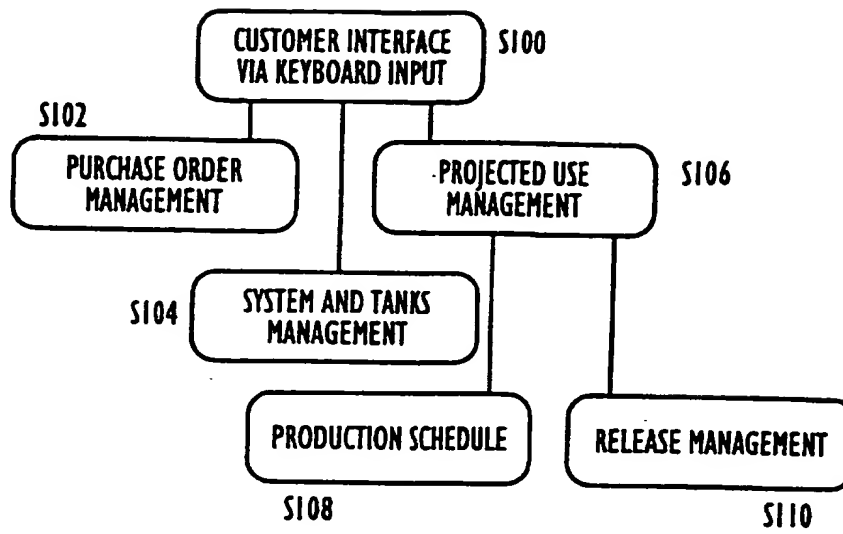 CUSTOMER INTERFACE
VIA KEYBOARD INPUT
S100
S102
PURCHASE ORDER
MANAGEMENT
PROJECTED USE
MANAGEMENT
S106
S104
SYSTEM AND TANKS
MANAGEMENT
PRODUCTION SCHEDULE
RELEASE MANAGEMENT
S108
S110